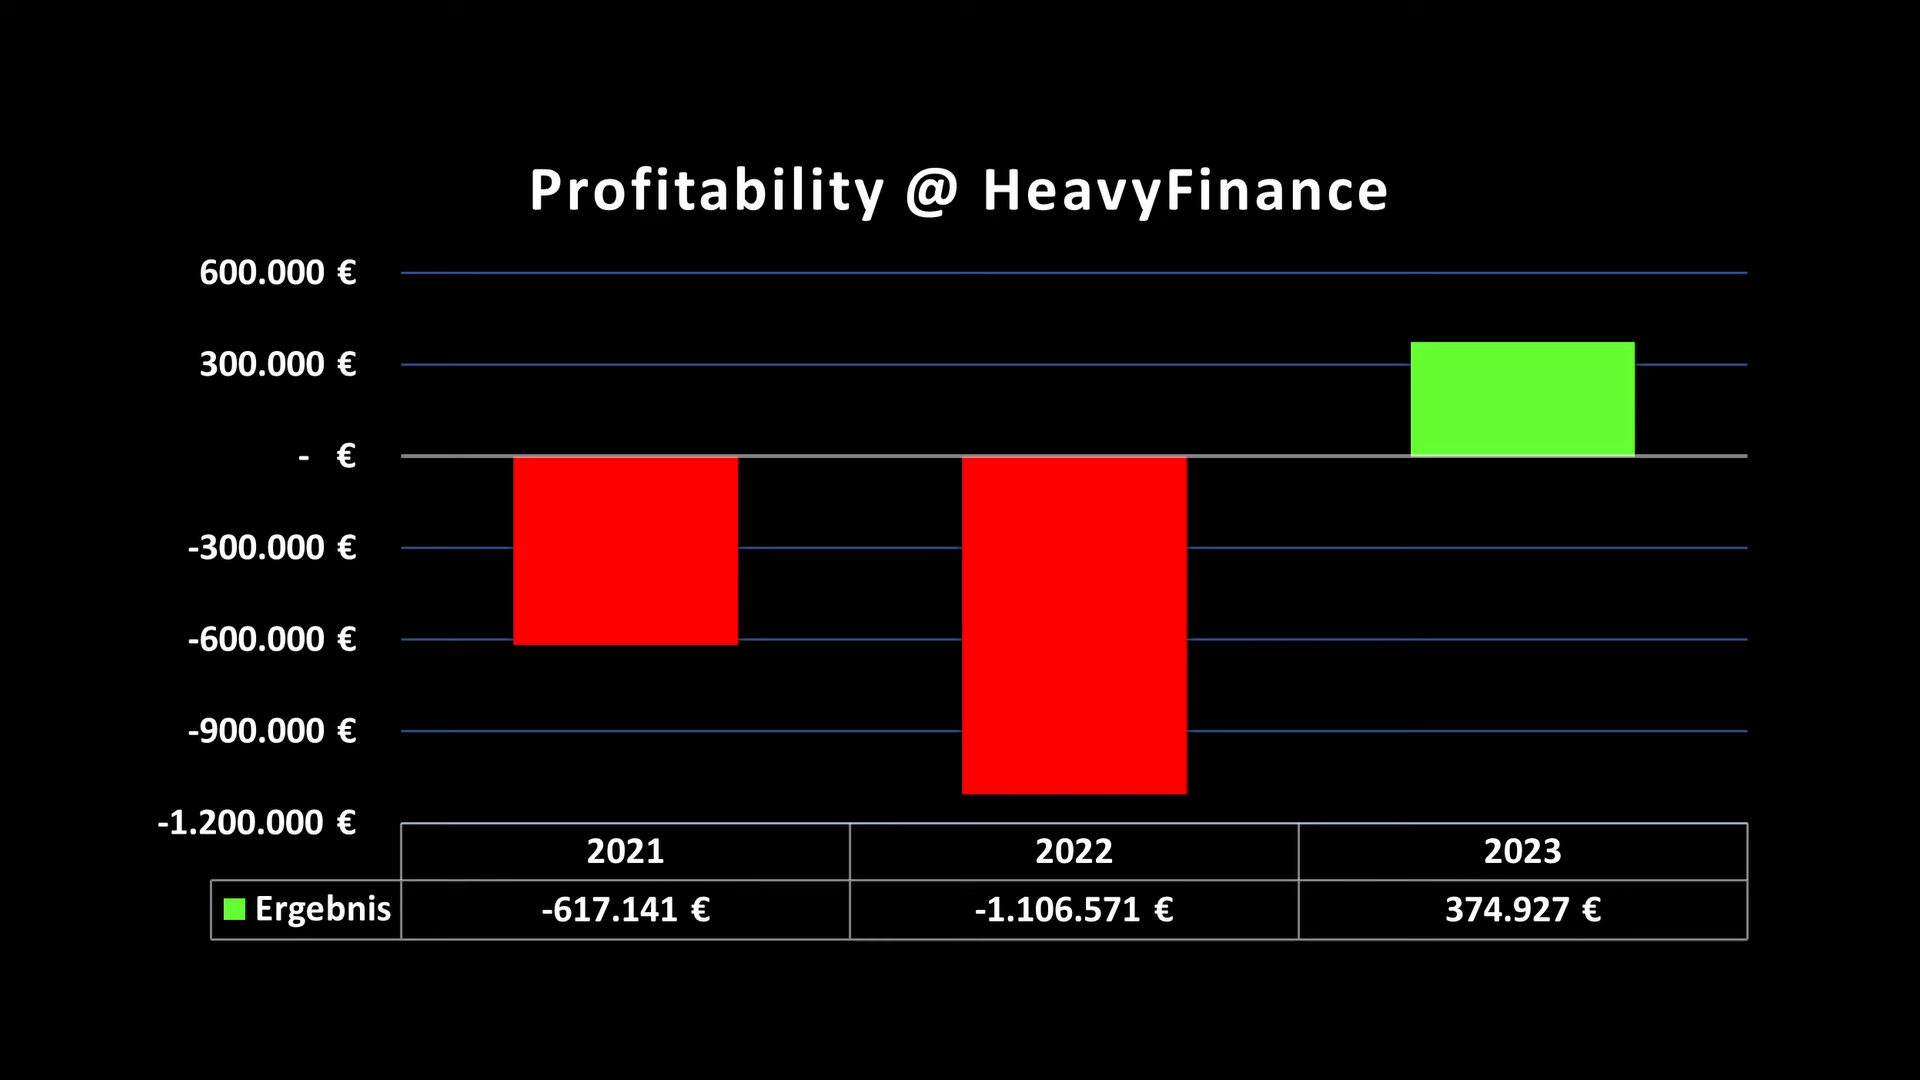 Profitability @ HeavyFinance
600.000 €
300.000 €
- €
-300.000 €
-600.000 €
-900.000 €
-1.200.000 €
2021 2022 2023
Ergebnis -617.141 € -1.106.571 € 374.927 €